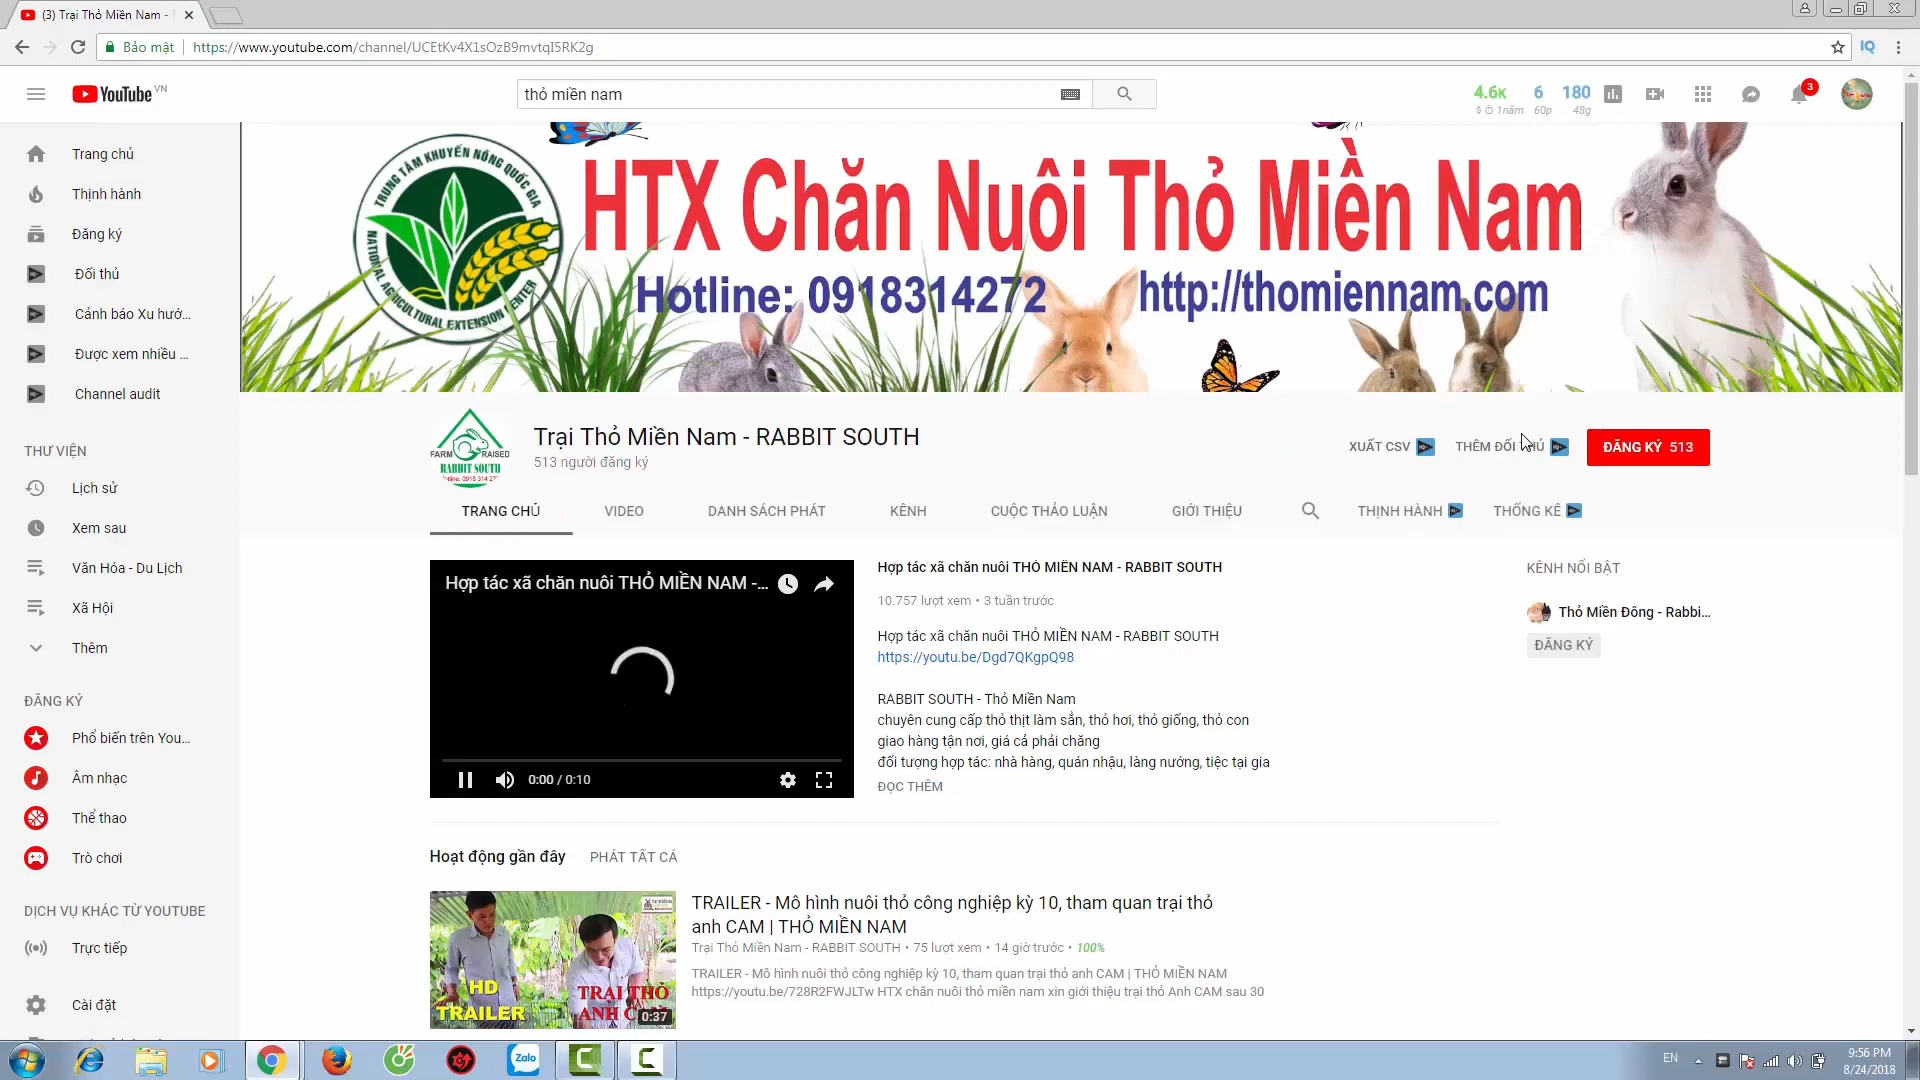 (3) Trại Thỏ Miền Nam -
Bảo mật
https://www.youtube.com/channel/UCEtKv4X1sOzB9mvtqI5RK2g
IQ
YouTube VN
thỏ miền nam
4.6K 6 180
$ 1năm 60p 48g
3
Trang chủ
Thịnh hành
Đăng ký
Đối thủ
Cảnh báo Xu hướ...
Được xem nhiều ...
Channel audit
THƯ VIỆN
Lịch sử
Xem sau
Văn Hóa - Du Lịch
Xã Hội
Thêm
ĐĂNG KÝ
Phổ biến trên You...
Âm nhạc
Thể thao
Trò chơi
DỊCH VỤ KHÁC TỪ YOUTUBE
Trực tiếp
Cài đặt
TRUNG TÂM KHUYẾN NÔNG QUỐC GIA
NATIONAL AGRICULTURAL EXTENSION CENTER
HTX Chăn Nuôi Thỏ Miền Nam
Hotline: 0918314272
http://thomiennam.com
FARM RAISED
RABBIT SOUTH
Trại Thỏ Miền Nam - RABBIT SOUTH
513 người đăng ký
XUẤT CSV
THÊM ĐỐI THỦ
ĐĂNG KÝ 513
TRANG CHỦ
VIDEO
DANH SÁCH PHÁT
KÊNH
CUỘC THẢO LUẬN
GIỚI THIỆU
THỊNH HÀNH
THỐNG KÊ
Hợp tác xã chăn nuôi THỎ MIỀN NAM -...
0:00 / 0:10
Hợp tác xã chăn nuôi THỎ MIỀN NAM - RABBIT SOUTH
10.757 lượt xem • 3 tuần trước
Hợp tác xã chăn nuôi THỎ MIỀN NAM - RABBIT SOUTH
https://youtu.be/Dgd7QKgpQ98
RABBIT SOUTH - Thỏ Miền Nam
chuyên cung cấp thỏ thịt làm sẳn, thỏ hơi, thỏ giống, thỏ con
giao hàng tận nơi, giá cả phải chăng
đối tượng hợp tác: nhà hàng, quán nhậu, làng nướng, tiệc tại gia
ĐỌC THÊM
KÊNH NỔI BẬT
Thỏ Miền Đông - Rabbi...
ĐĂNG KÝ
Hoạt động gần đây
PHÁT TẤT CẢ
HD
TRAILER
TRẠI THỎ
ANH
0:37
TRAILER - Mô hình nuôi thỏ công nghiệp kỳ 10, tham quan trại thỏ
anh CAM | THỎ MIỀN NAM
Trại Thỏ Miền Nam - RABBIT SOUTH • 75 lượt xem • 14 giờ trước • 100%
TRAILER - Mô hình nuôi thỏ công nghiệp kỳ 10, tham quan trại thỏ anh CAM | THỎ MIỀN NAM
https://youtu.be/728R2FWJLTw HTX chăn nuôi thỏ miền nam xin giới thiệu trại thỏ Anh CAM sau 30
Zalo
EN
9:56 PM
8/24/2018